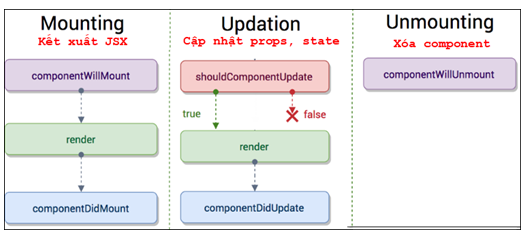 Mounting
Kết xuất JSX
componentWillMount
render
componentDidMount
Updation
Cập nhật props, state
shouldComponentUpdate
true
false
render
componentDidUpdate
Unmounting
Xóa component
componentWillUnmount